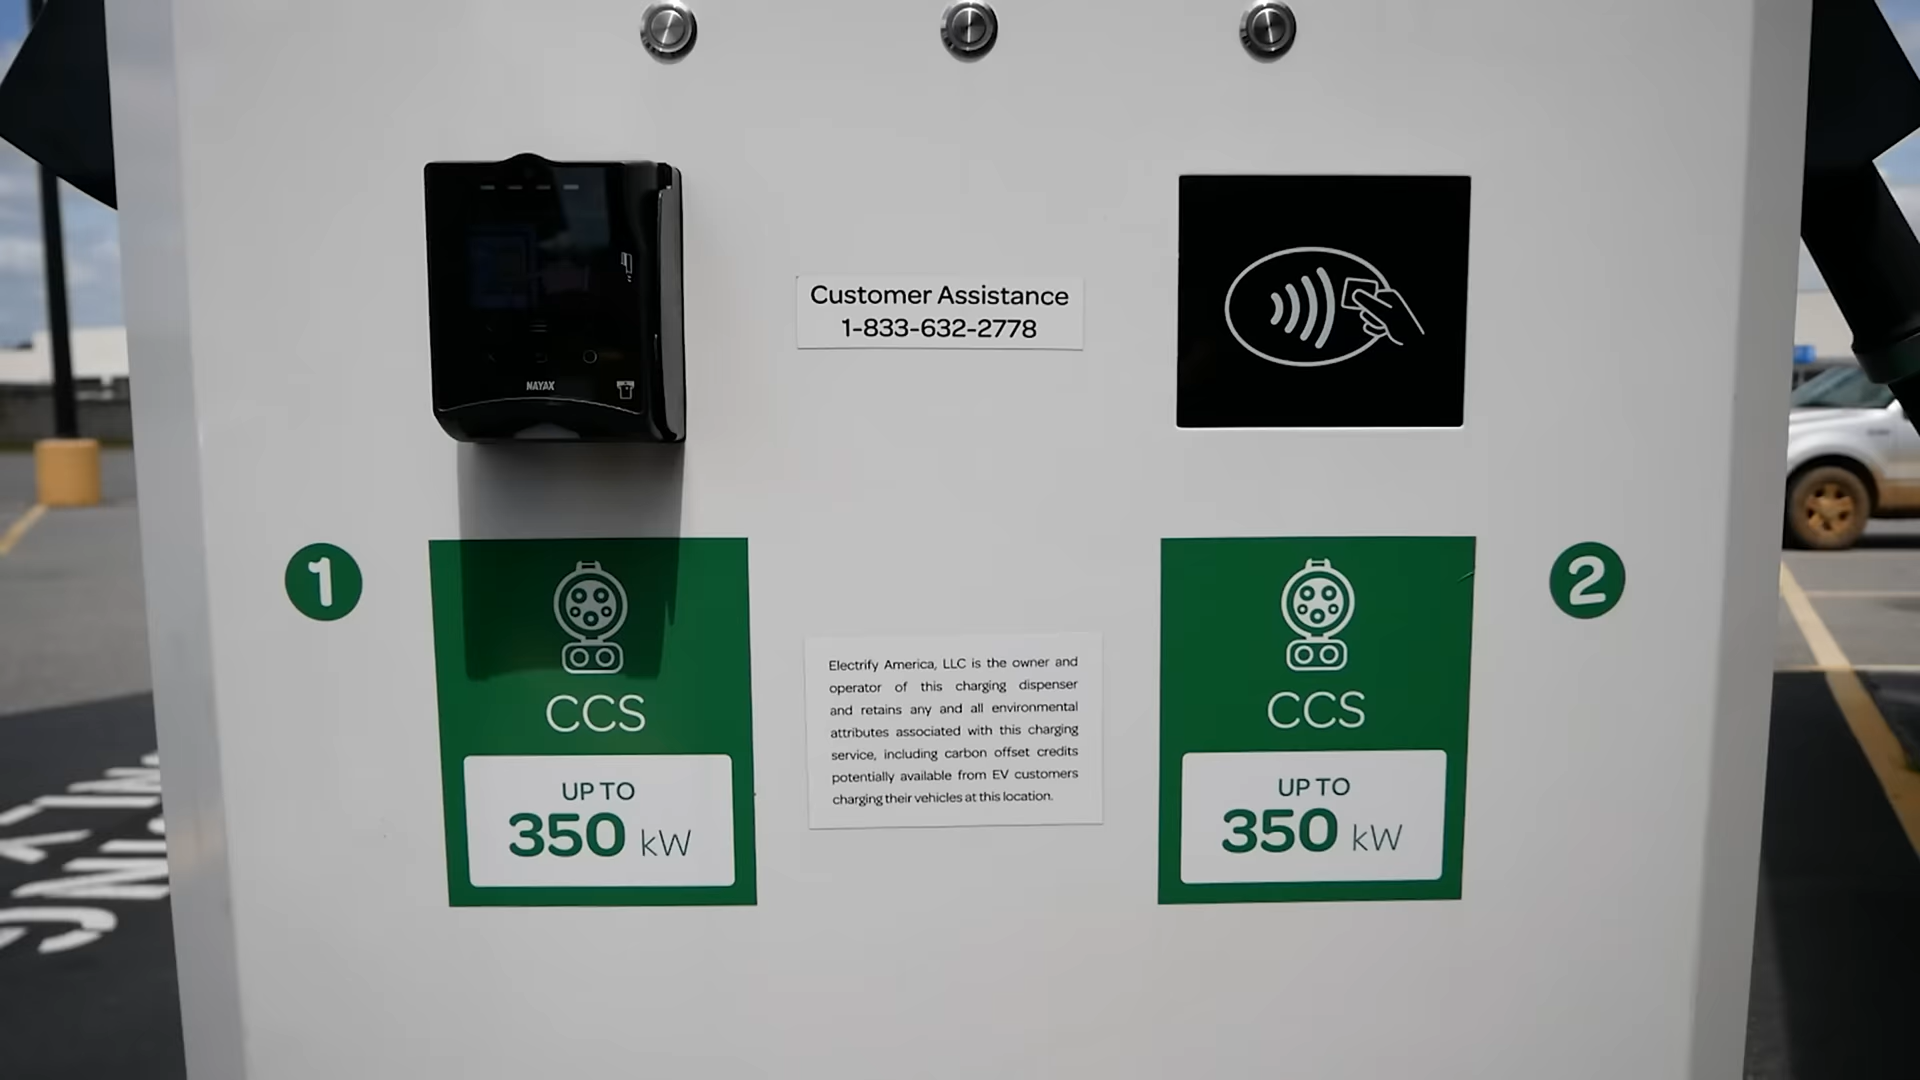 NAYAX
Customer Assistance
1-833-632-2778
1
CCS
UP TO
350 kW
Electrify America, LLC is the owner and
operator of this charging dispenser
and retains any and all environmental
attributes associated with this charging
service, including carbon offset credits
potentially available from EV customers
charging their vehicles at this location.
CCS
UP TO
350 kW
2